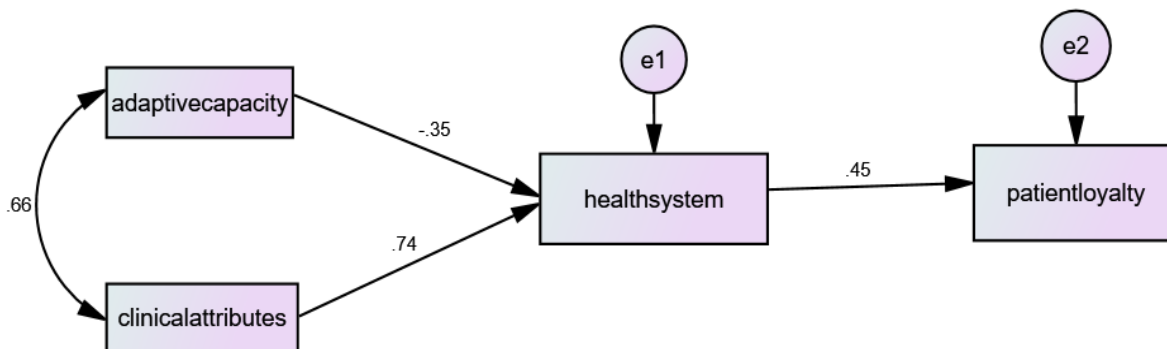 e1
e2
adaptivecapacity
-.35
healthsystem
.45
patientloyalty
.66
.74
clinicalattributes